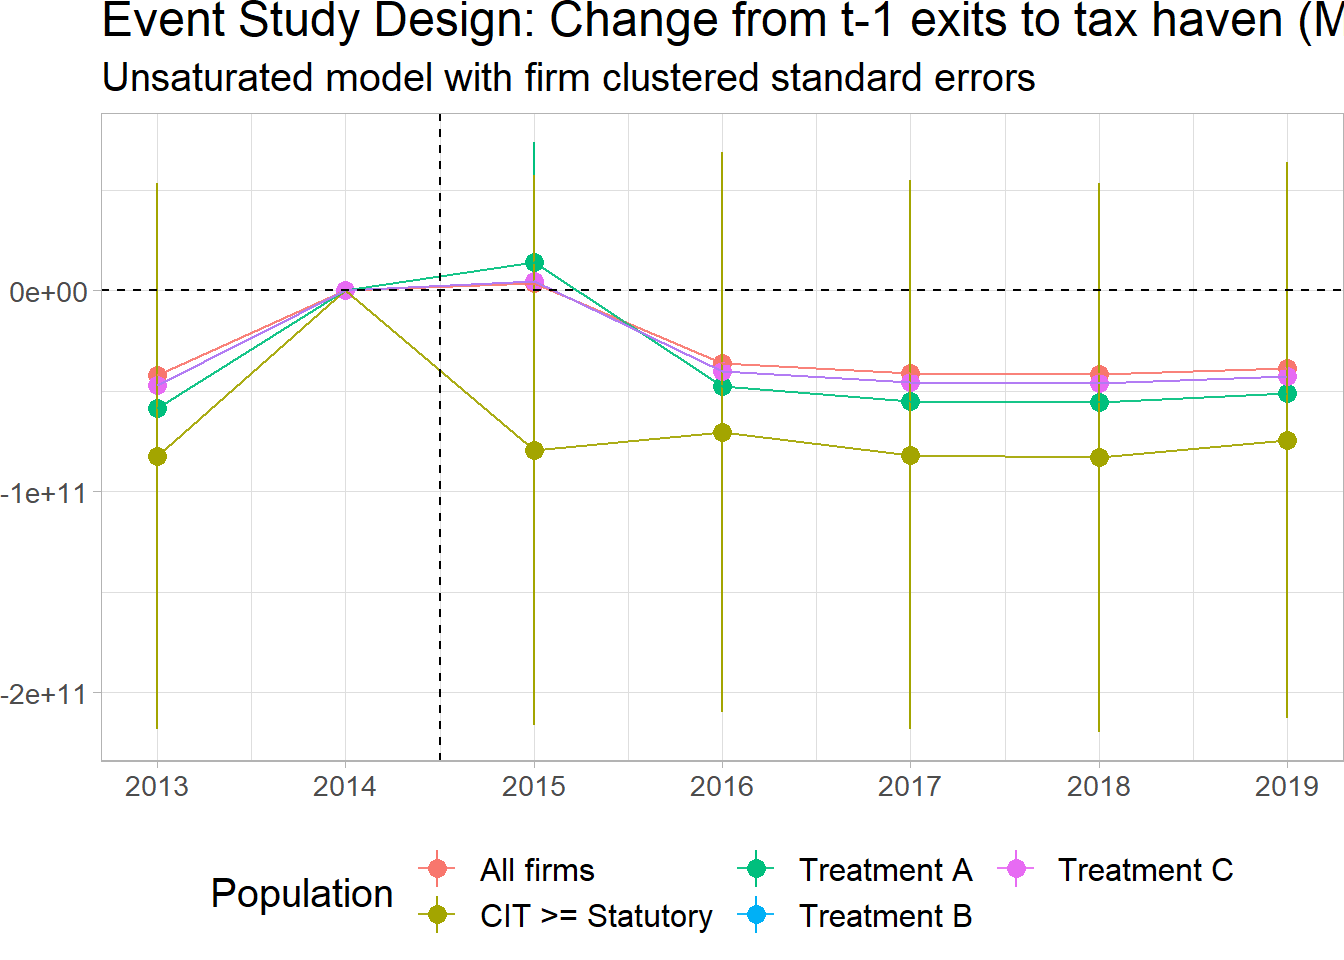 Event Study Design: Change from t-1 exits to tax haven (M
Unsaturated model with firm clustered standard errors
0e+00
-1e+11
-2e+11
2013 2014 2015 2016 2017 2018 2019
Population
All firms Treatment A Treatment C
CIT >= Statutory Treatment B